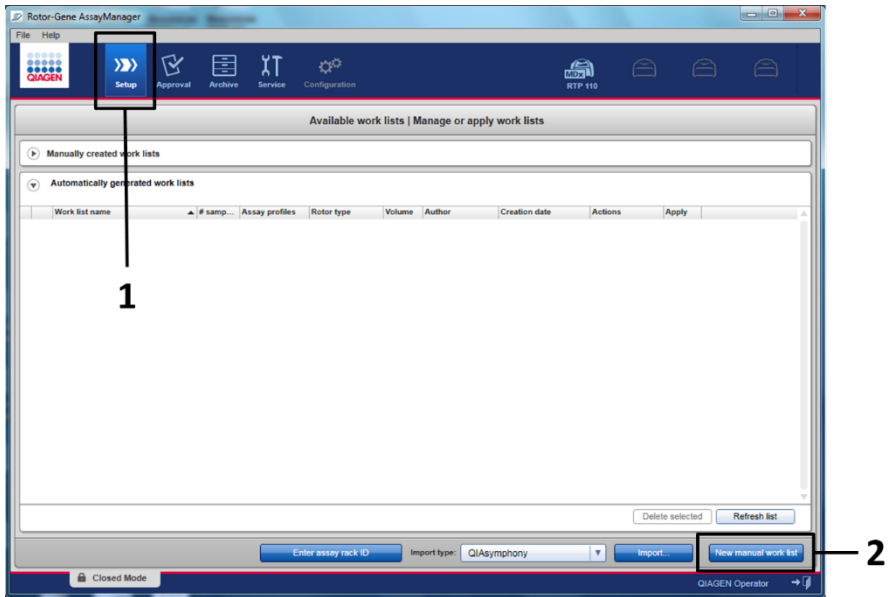 Rotor-Gene AssayManager
File Help
QIAGEN
Setup Approval Archive Service Configuration
MDx
RTP 110
Available work lists | Manage or apply work lists
Manually created work lists
Automatically generated work lists
Work list name # samp... Assay profiles Rotor type Volume Author Creation date Actions Apply
1
Delete selected Refresh list
Enter assay rack ID Import type: QIAsymphony Import... New manual work list
2
Closed Mode
QIAGEN Operator